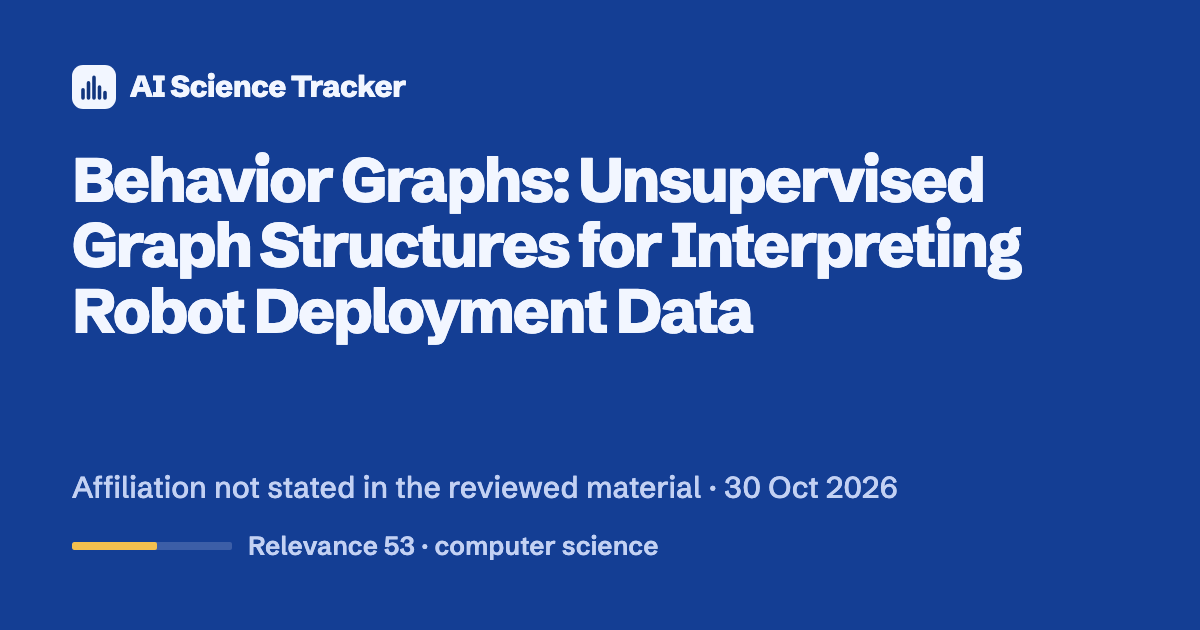 AI Science Tracker
Behavior Graphs: Unsupervised
Graph Structures for Interpreting
Robot Deployment Data
Affiliation not stated in the reviewed material · 30 Oct 2026
Relevance 53 · computer science